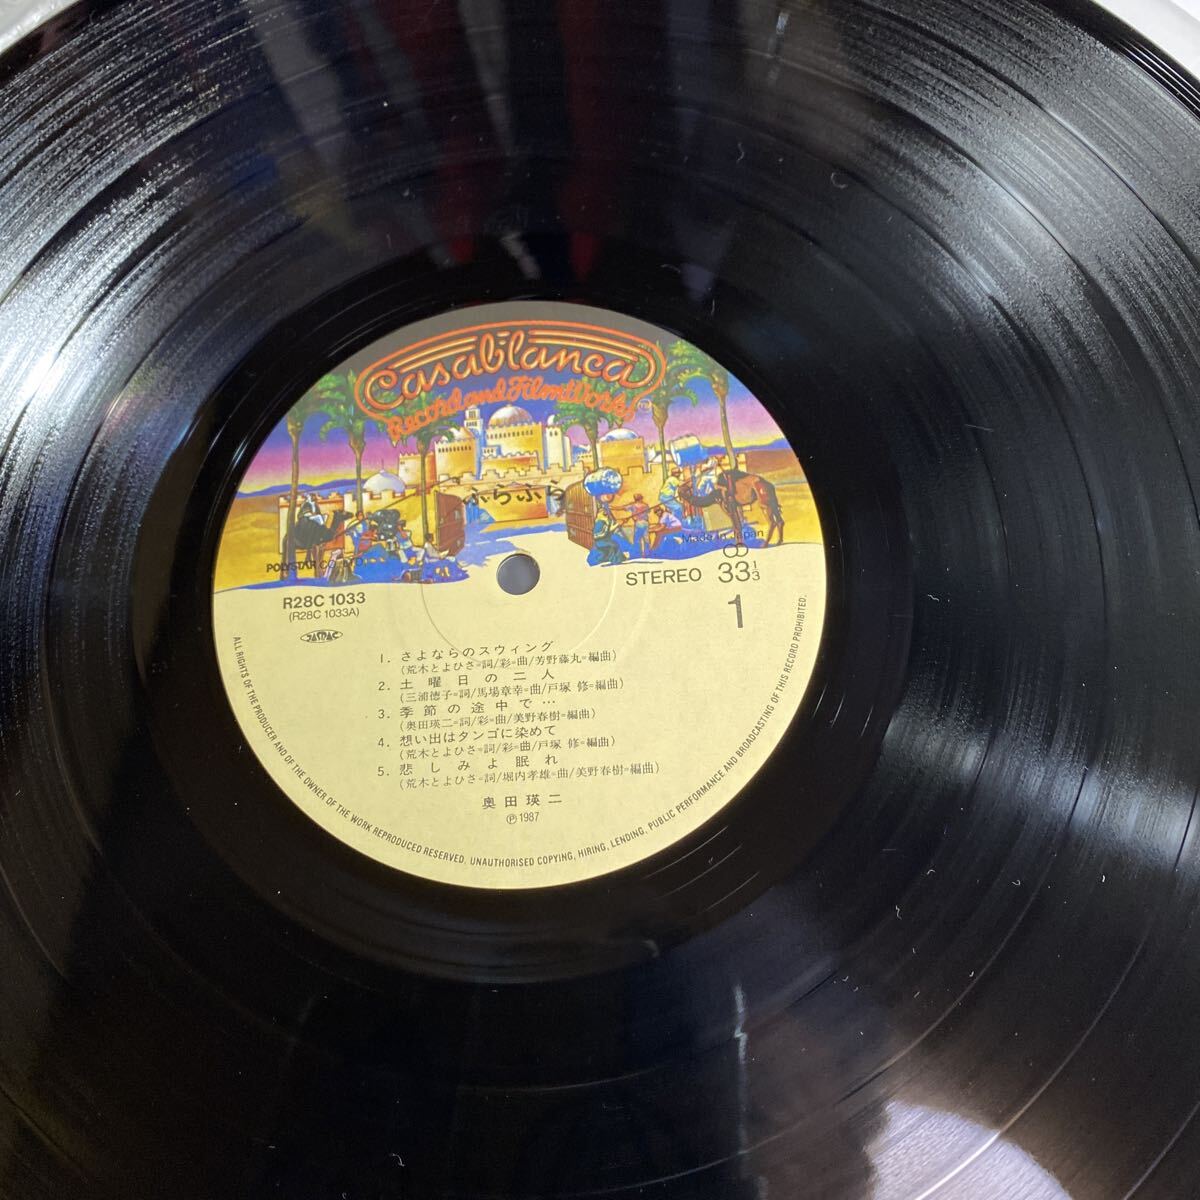 Casablanca
Record and FilmWorks
ふらふら
Made in Japan
POLYSTAR CO., LTD.
STEREO 33 1/3
R28C 1033
(R28C 1033A)
1
JASRAC
1. さよならのスウィング
(荒木とよひさ=詞/彩=曲/芳野藤丸=編曲)
2. 土曜日の二人
(三浦徳子=詞/馬場章幸=曲/戸塚 修=編曲)
3. 季節の途中で…
(奥田瑛二=詞/彩=曲/美野春樹=編曲)
4. 想い出はタンゴに染めて
(荒木とよひさ=詞/彩=曲/戸塚 修=編曲)
5. 悲しみよ眠れ
(荒木とよひさ=詞/堀内孝雄=曲/美野春樹=編曲)
奥田瑛二
Ⓟ1987
ALL RIGHTS OF THE PRODUCER AND OF THE OWNER OF THE WORK REPRODUCED RESERVED. UNAUTHORISED COPYING, HIRING, LENDING, PUBLIC PERFORMANCE AND BROADCASTING OF THIS RECORD PROHIBITED.